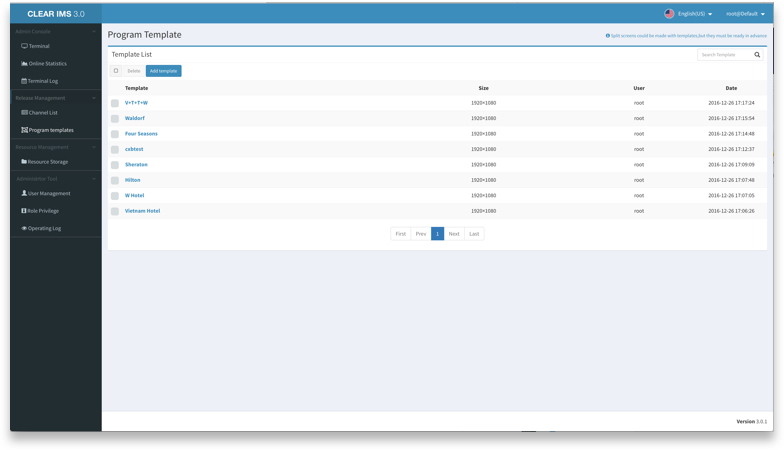 CLEAR IMS 3.0
English(US)
root@Default
Admin Console
Terminal
Online Statistics
Terminal Log
Release Management
Channel List
Program templates
Resource Management
Resource Storage
Administrator Tool
User Management
Role Privilege
Operating Log
Program Template
Split screens could be made with templates,but they must be ready in advance
Template List
Search Template
Delete
Add template
Template Size User Date
V+T+T+W 1920×1080 root 2016-12-26 17:17:24
Waldorf 1920×1080 root 2016-12-26 17:15:54
Four Seasons 1920×1080 root 2016-12-26 17:14:48
csbtest 1920×1080 root 2016-12-26 17:12:37
Sheraton 1920×1080 root 2016-12-26 17:09:09
Hilton 1920×1080 root 2016-12-26 17:07:48
W Hotel 1920×1080 root 2016-12-26 17:07:05
Vietnam Hotel 1920×1080 root 2016-12-26 17:06:26
First Prev 1 Next Last
Version 3.0.1